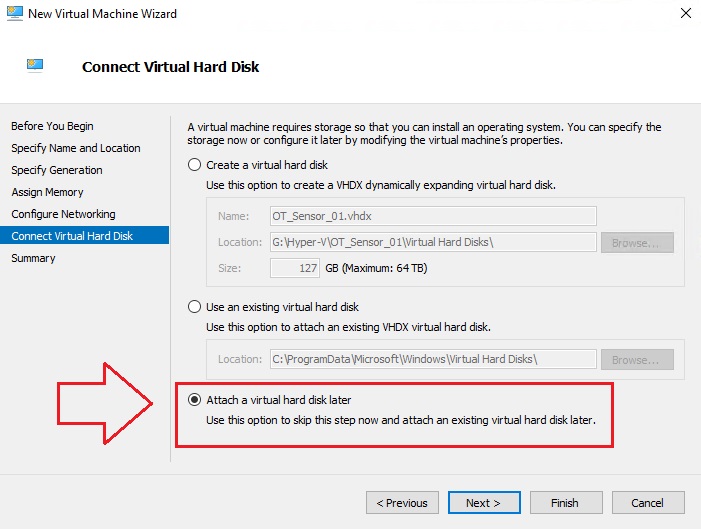 New Virtual Machine Wizard
Connect Virtual Hard Disk
Before You Begin
Specify Name and Location
Specify Generation
Assign Memory
Configure Networking
Connect Virtual Hard Disk
Summary
A virtual machine requires storage so that you can install an operating system. You can specify the
storage now or configure it later by modifying the virtual machine's properties.
Create a virtual hard disk
Use this option to create a VHDX dynamically expanding virtual hard disk.
Name: OT_Sensor_01.vhdx
Location: G:\Hyper-V\OT_Sensor_01\Virtual Hard Disks\ Browse...
Size: 127 GB (Maximum: 64 TB)
Use an existing virtual hard disk
Use this option to attach an existing VHDX virtual hard disk.
Location: C:\ProgramData\Microsoft\Windows\Virtual Hard Disks\ Browse...
Attach a virtual hard disk later
Use this option to skip this step now and attach an existing virtual hard disk later.
< Previous Next > Finish Cancel